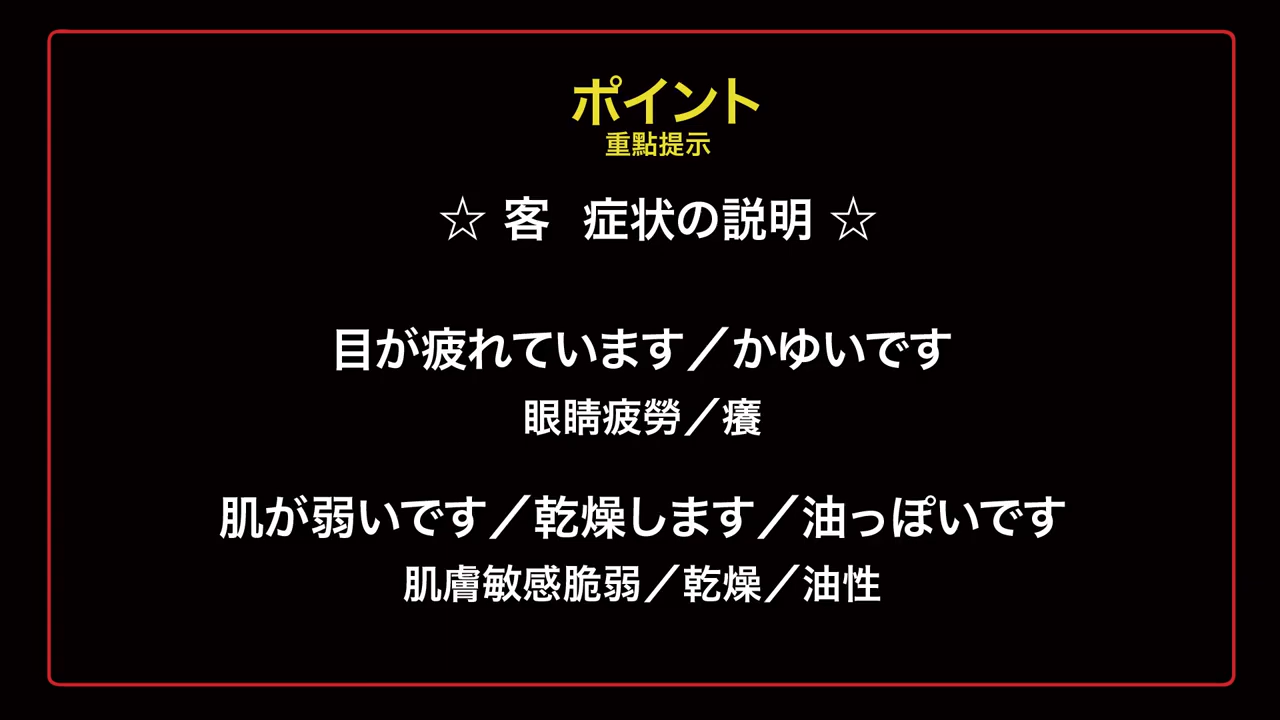 ポイント
重點提示
☆ 客 症状の説明 ☆
目が疲れています／かゆいです
眼睛疲勞／癢
肌が弱いです／乾燥します／油っぽいです
肌膚敏感脆弱／乾燥／油性